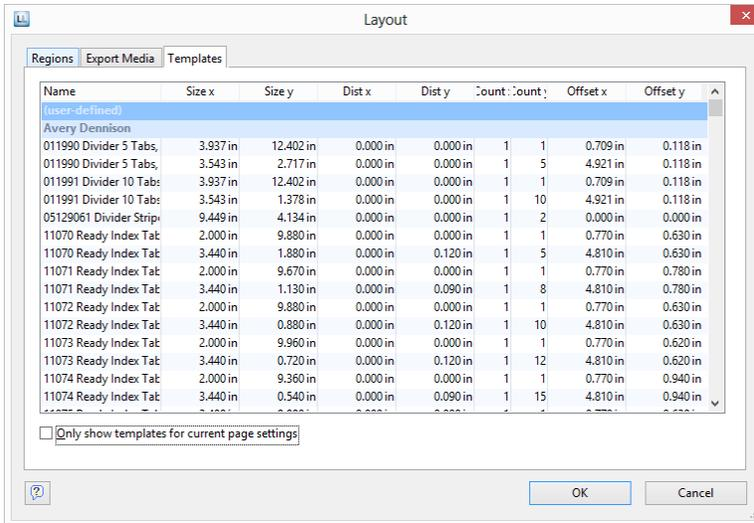 Layout
Regions Export Media Templates
Name Size x Size y Dist x Dist y Count Count Offset x Offset y
(user-defined)
Avery Dennison
011990 Divider 5 Tabs, 3.937 in 12.402 in 0.000 in 0.000 in 1 1 0.709 in 0.118 in
011990 Divider 5 Tabs, 3.543 in 2.717 in 0.000 in 0.000 in 1 5 4.921 in 0.118 in
011991 Divider 10 Tabs 3.937 in 12.402 in 0.000 in 0.000 in 1 1 0.709 in 0.118 in
011991 Divider 10 Tabs 3.543 in 1.378 in 0.000 in 0.000 in 1 10 4.921 in 0.118 in
05129061 Divider Stripe 9.449 in 4.134 in 0.000 in 0.000 in 1 2 0.000 in 0.000 in
11070 Ready Index Tab 2.000 in 9.880 in 0.000 in 0.000 in 1 1 0.770 in 0.630 in
11070 Ready Index Tab 3.440 in 1.880 in 0.000 in 0.120 in 1 5 4.810 in 0.630 in
11071 Ready Index Tab 2.000 in 9.670 in 0.000 in 0.000 in 1 1 0.770 in 0.780 in
11071 Ready Index Tab 3.440 in 1.130 in 0.000 in 0.090 in 1 8 4.810 in 0.780 in
11072 Ready Index Tab 2.000 in 9.880 in 0.000 in 0.000 in 1 1 0.770 in 0.630 in
11072 Ready Index Tab 3.440 in 0.880 in 0.000 in 0.120 in 1 10 4.810 in 0.630 in
11073 Ready Index Tab 2.000 in 9.960 in 0.000 in 0.000 in 1 1 0.770 in 0.620 in
11073 Ready Index Tab 3.440 in 0.720 in 0.000 in 0.120 in 1 12 4.810 in 0.620 in
11074 Ready Index Tab 2.000 in 9.360 in 0.000 in 0.000 in 1 1 0.770 in 0.940 in
11074 Ready Index Tab 3.440 in 0.540 in 0.000 in 0.090 in 1 15 4.810 in 0.940 in
Only show templates for current page settings
OK Cancel